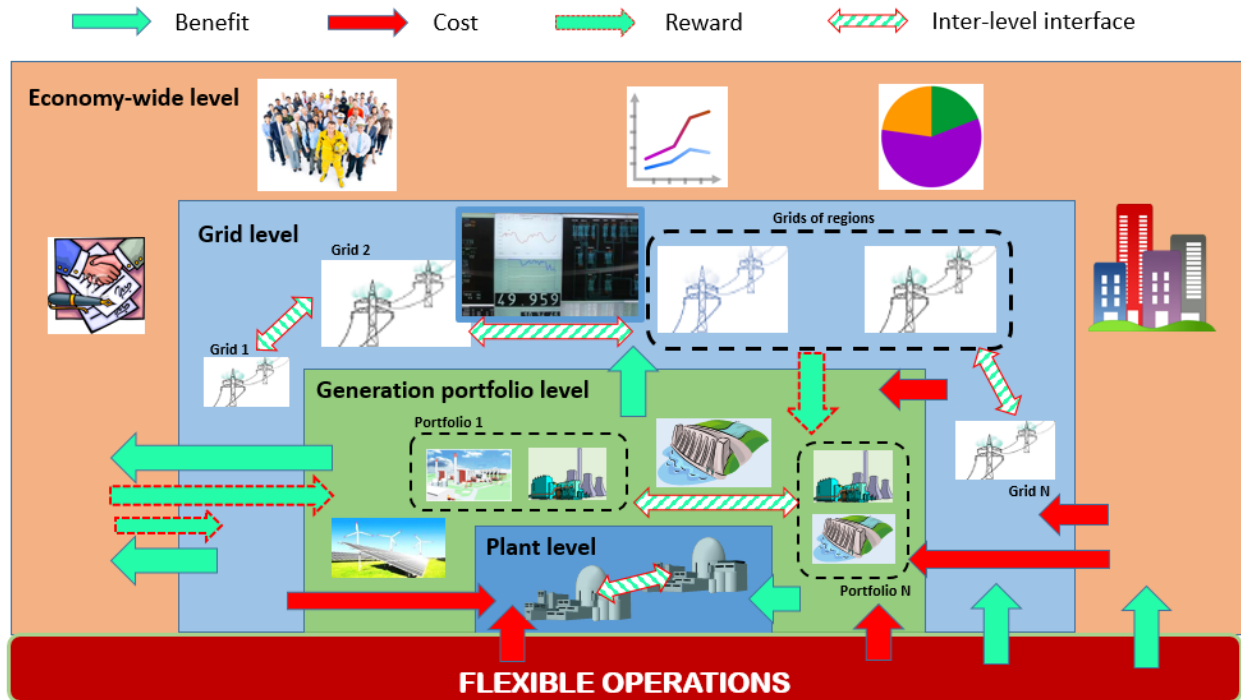 Benefit
Cost
Reward
Inter-level interface
Economy-wide level
Grid level
Grid 2
Grids of regions
49.959
Grid 1
Generation portfolio level
Portfolio 1
Grid N
Plant level
Portfolio N
FLEXIBLE OPERATIONS